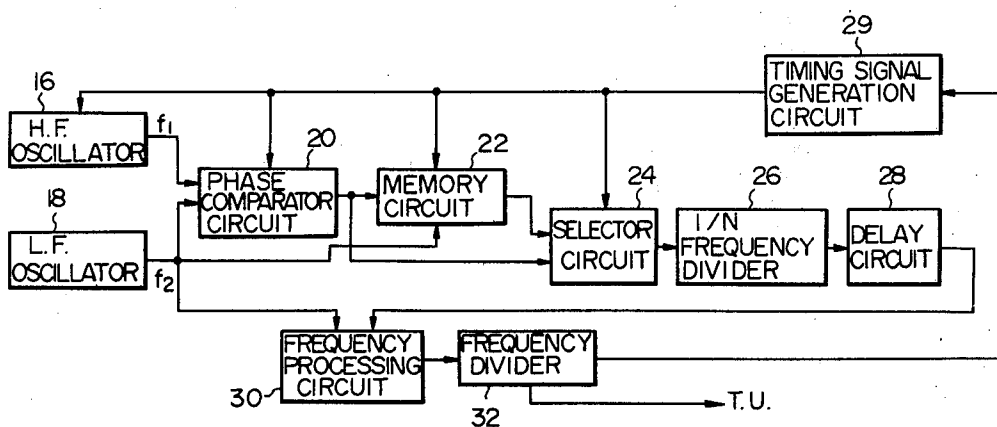 29
TIMING SIGNAL
GENERATION
CIRCUIT
16
H.F.
OSCILLATOR
f1
20
PHASE
COMPARATOR
CIRCUIT
22
MEMORY
CIRCUIT
24
SELECTOR
CIRCUIT
26
1/N
FREQUENCY
DIVIDER
28
DELAY
CIRCUIT
18
L.F.
OSCILLATOR
f2
FREQUENCY
PROCESSING
CIRCUIT
30
FREQUENCY
DIVIDER
32
T.U.